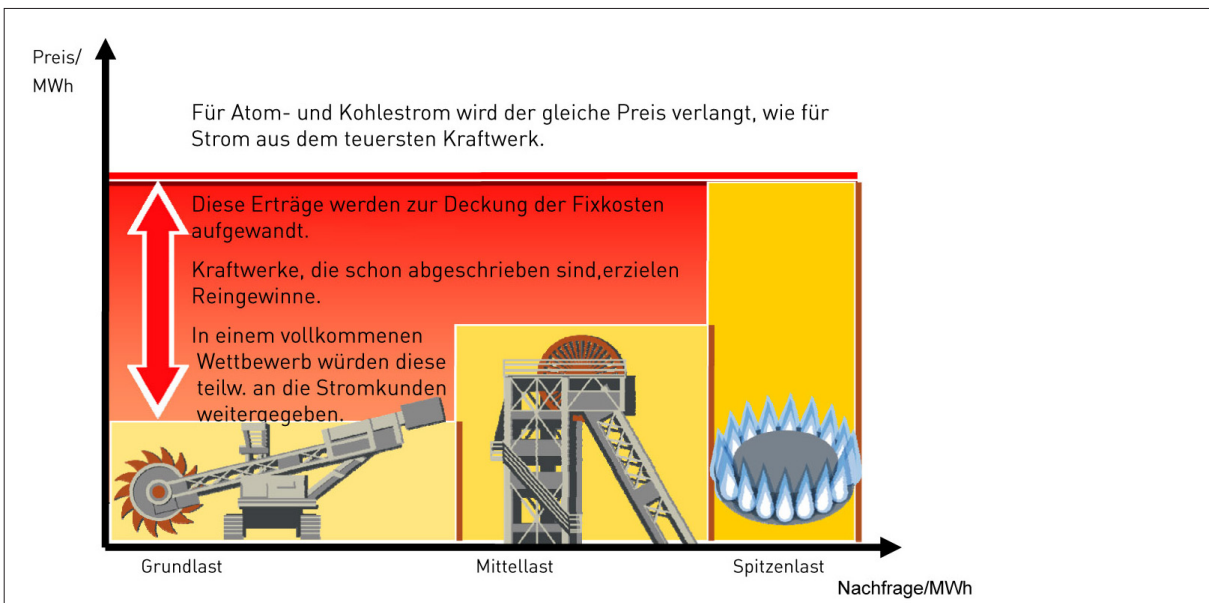 Preis/
MWh
Für Atom- und Kohlestrom wird der gleiche Preis verlangt, wie für
Strom aus dem teuersten Kraftwerk.
Diese Erträge werden zur Deckung der Fixkosten
aufgewandt.
Kraftwerke, die schon abgeschrieben sind,erzielen
Reingewinne.
In einem vollkommenen
Wettbewerb würden diese
teilw. an die Stromkunden
weitergegeben.
Grundlast
Mittellast
Spitzenlast
Nachfrage/MWh